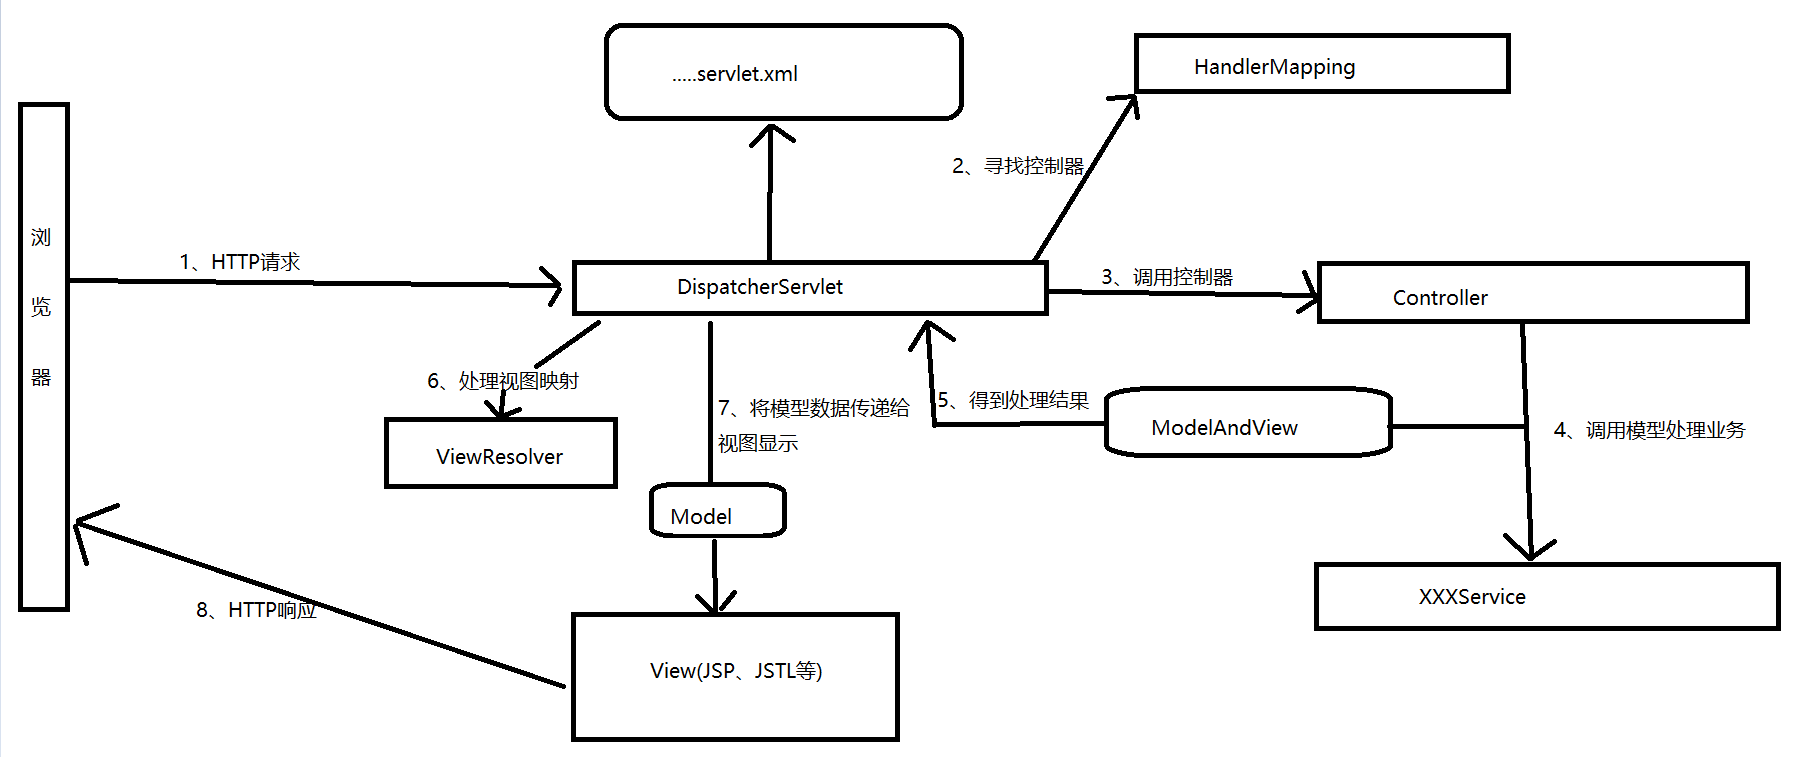 .....servlet.xml
HandlerMapping
2、寻找控制器
浏
览
器
1、HTTP请求
DispatcherServlet
3、调用控制器
Controller
6、处理视图映射
7、将模型数据传递给
视图显示
5、得到处理结果
ModelAndView
4、调用模型处理业务
ViewResolver
Model
XXXService
8、HTTP响应
View(JSP、JSTL等)